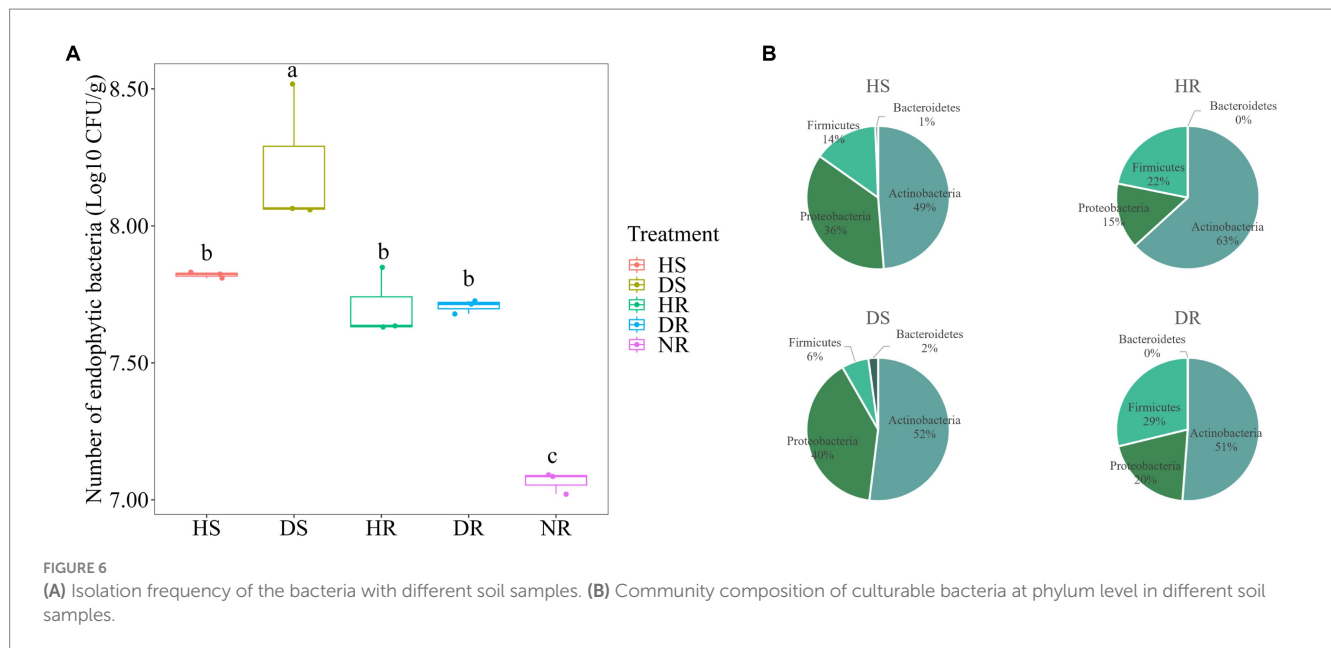 A
Number of endophytic bacteria (Log10 CFU/g)
8.50
8.00
7.50
7.00
a
b
b
b
c
HS
DS
HR
DR
NR
Treatment
HS
DS
HR
DR
NR
B
HS
Bacteroidetes
1%
Firmicutes
14%
Actinobacteria
49%
Proteobacteria
36%
HR
Bacteroidetes
0%
Firmicutes
22%
Proteobacteria
15%
Actinobacteria
63%
DS
Firmicutes
6%
Bacteroidetes
2%
Actinobacteria
52%
Proteobacteria
40%
DR
Bacteroidetes
0%
Firmicutes
29%
Actinobacteria
51%
Proteobacteria
20%
FIGURE 6
(A) Isolation frequency of the bacteria with different soil samples. (B) Community composition of culturable bacteria at phylum level in different soil
samples.